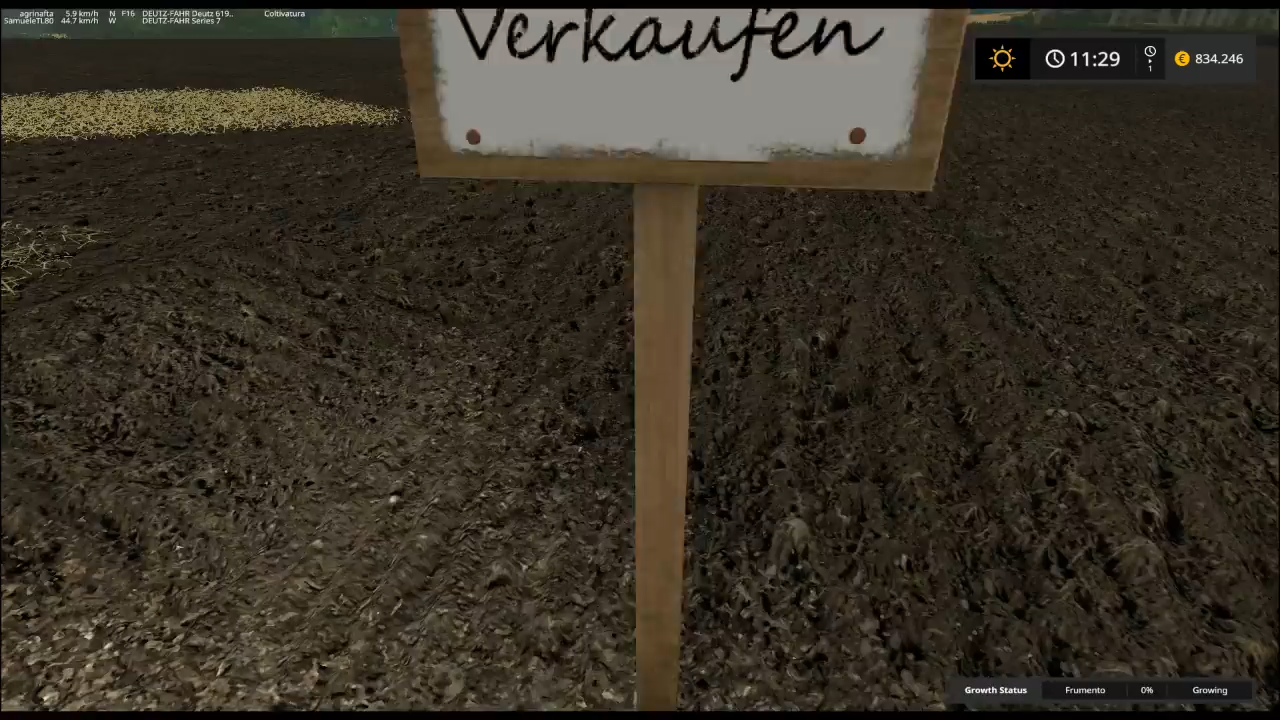 agrinafta 5.9 km/h N F16 DEUTZ-FAHR Deutz 619.. Coltivatura
SamueleTL80 44.7 km/h W DEUTZ-FAHR Series 7
Verkaufen
11:29
1
€ 834.246
Growth Status Frumento 0% Growing